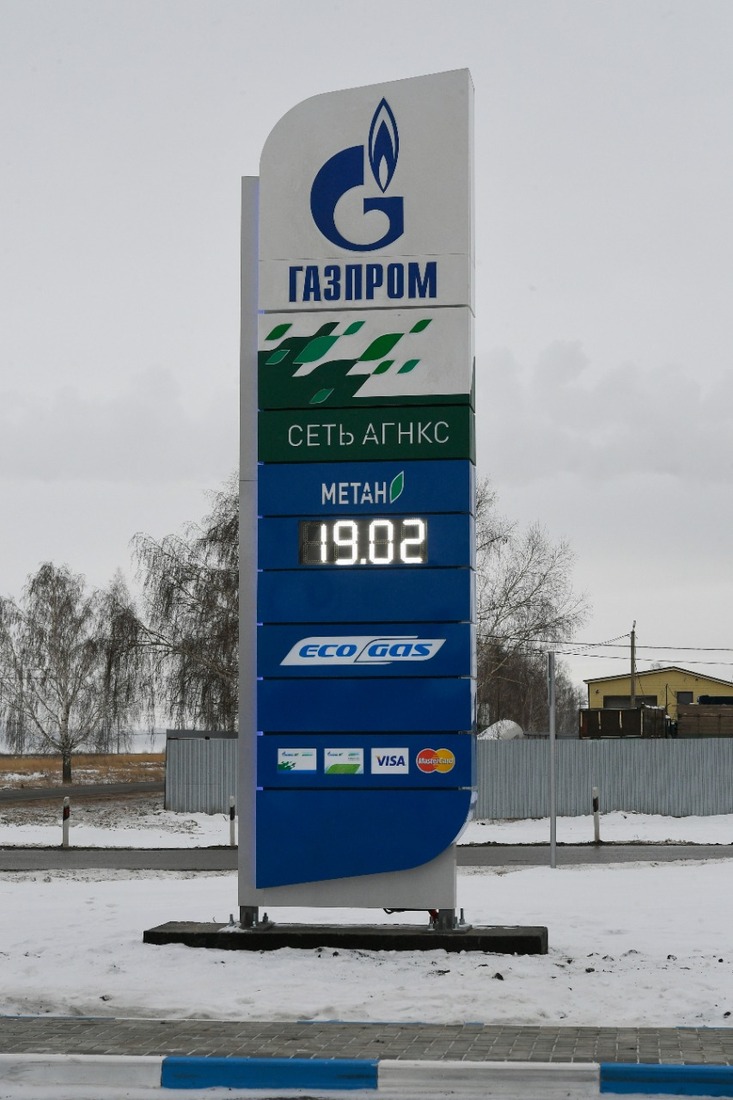 ГАЗПРОМ
СЕТЬ АГНКС
МЕТАН
19.02
ECO GAS
VISA MasterCard